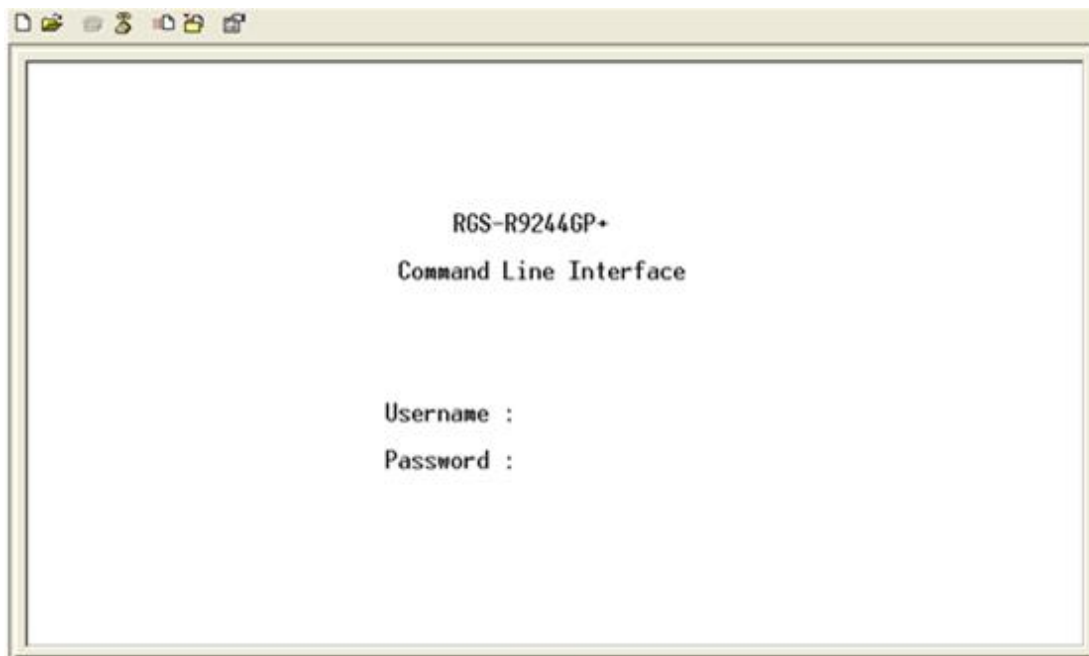 RGS-R9244GP+
Command Line Interface
Username :
Password :